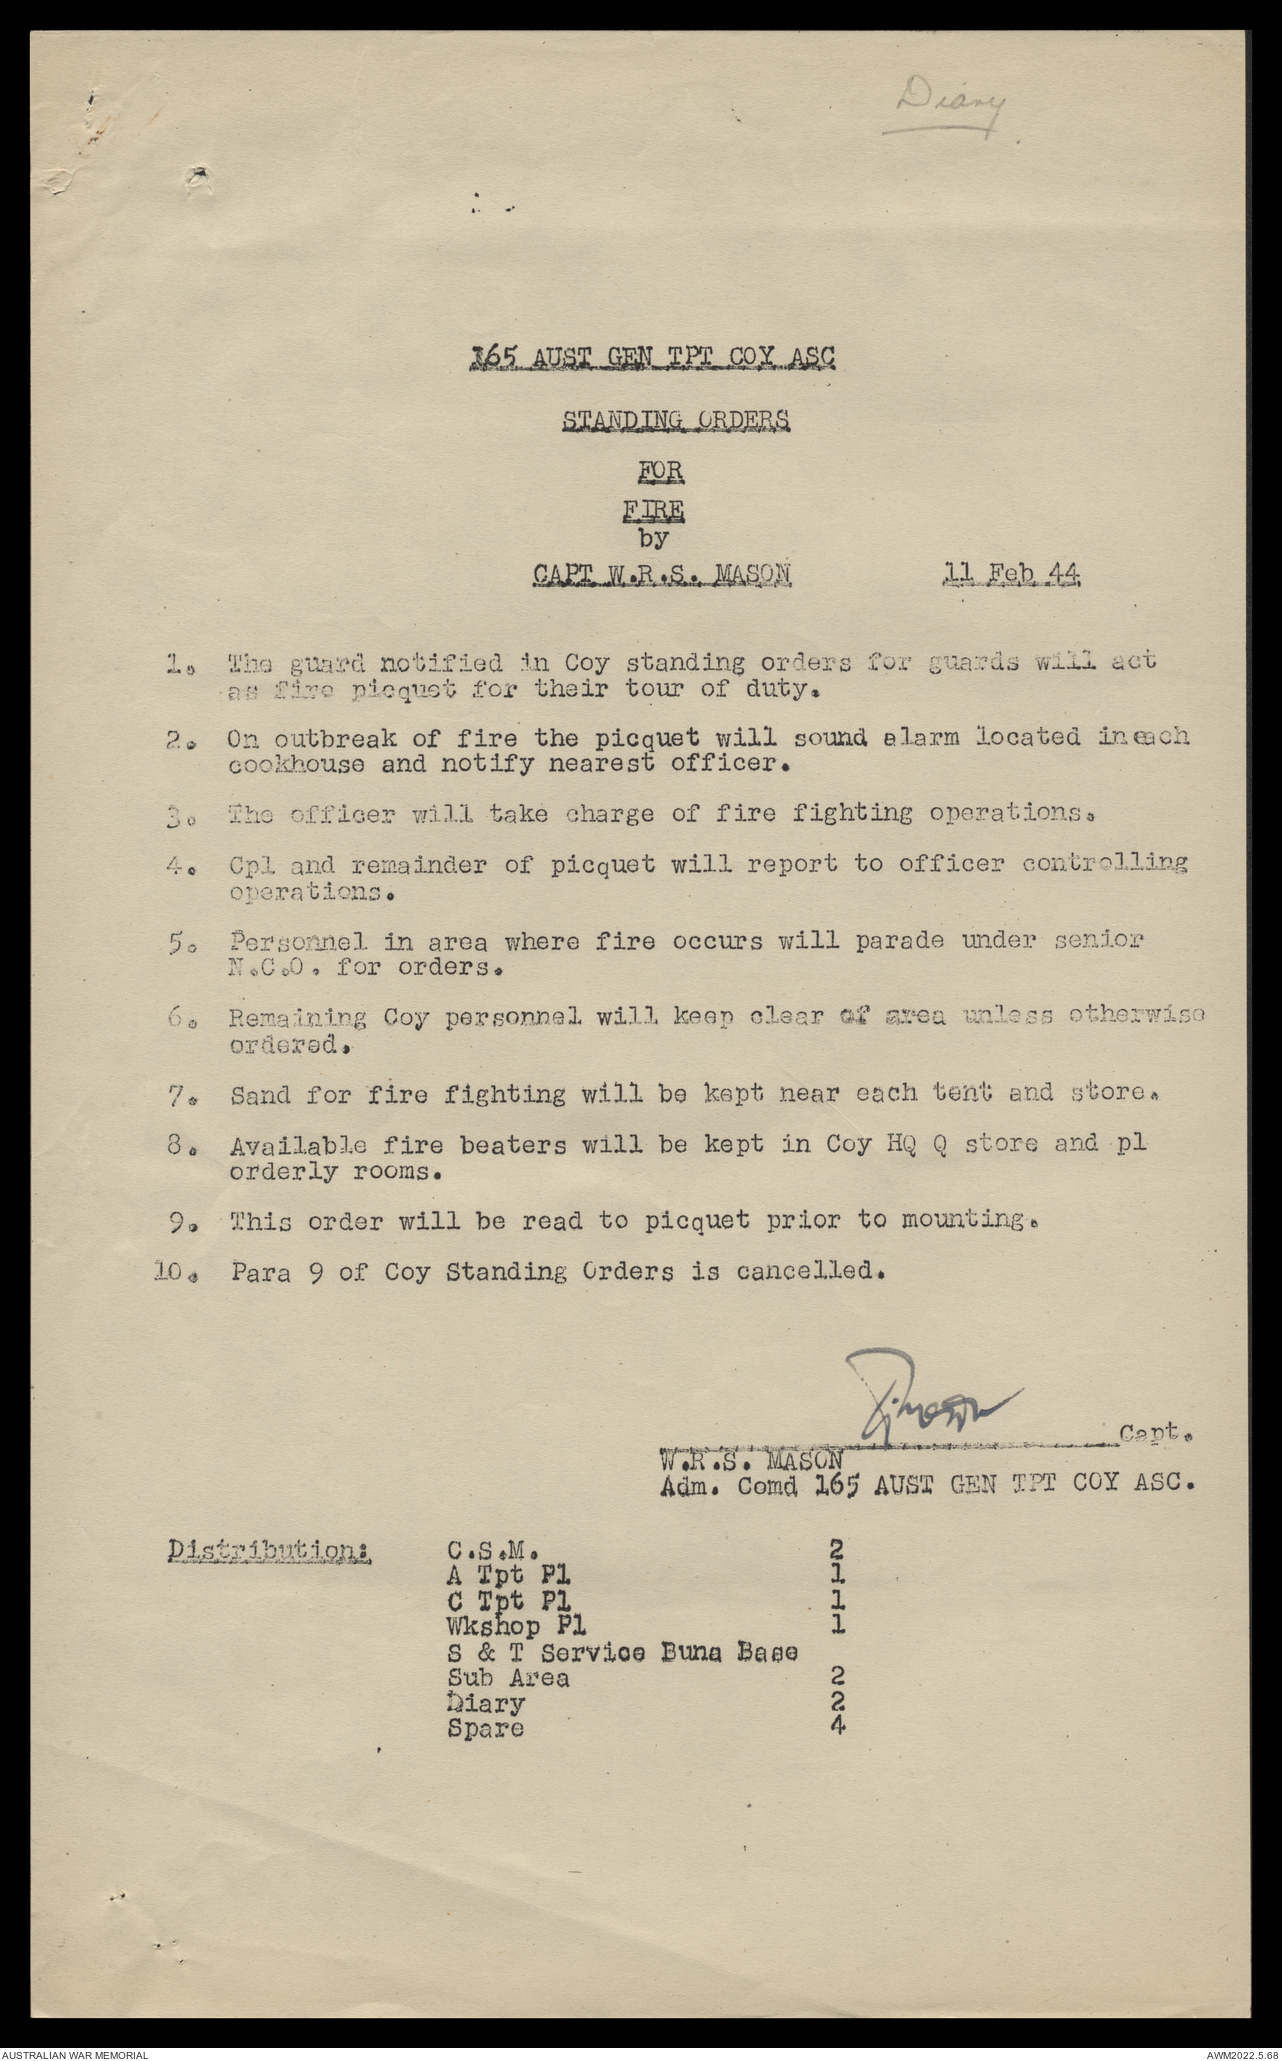 Diary
165 AUST GEN TPT COY ASC
STANDING ORDERS
FOR
FIRE
by
CAPT W.R.S. MASON 11 Feb 44
1. The guard notified in Coy standing orders for guards will act
as fire picquet for their tour of duty.
2. On outbreak of fire the picquet will sound alarm located in each
cookhouse and notify nearest officer.
3. The officer will take charge of fire fighting operations.
4. Cpl and remainder of picquet will report to officer controlling
operations.
5. Personnel in area where fire occurs will parade under senior
N.C.O. for orders.
6. Remaining Coy personnel will keep clear of area unless otherwise
ordered.
7. Sand for fire fighting will be kept near each tent and store.
8. Available fire beaters will be kept in Coy HQ Q store and pl
orderly rooms.
9. This order will be read to picquet prior to mounting.
10. Para 9 of Coy Standing Orders is cancelled.
Capt.
W.R.S. MASON
Adm. Comd 165 AUST GEN TPT COY ASC.
Distribution: C.S.M. 2
A Tpt Pl 1
C Tpt Pl 1
Wkshop Pl 1
S & T Service Buna Base
Sub Area 2
Diary 2
Spare 4
AUSTRALIAN WAR MEMORIAL AWM2022.5.68